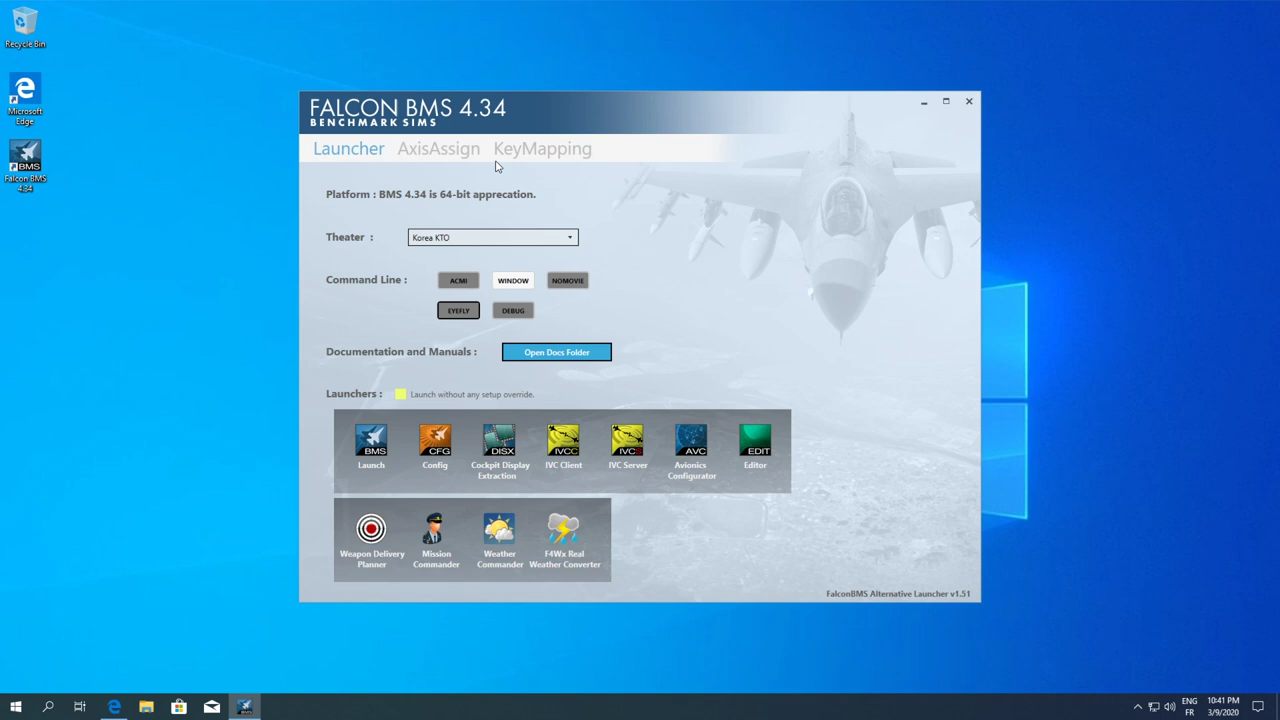 Recycle Bin
Microsoft
Edge
BMS
Falcon BMS
4.34
FALCON BMS 4.34
BENCHMARK SIMS
Launcher AxisAssign KeyMapping
Platform : BMS 4.34 is 64-bit apprecation.
Theater : Korea KTO
Command Line : ACMI WINDOW NOMOVIE
EYEFLY DEBUG
Documentation and Manuals : Open Docs Folder
Launchers : Launch without any setup override.
BMS CFG DISX IVCC IVCS AVC EDIT
Launch Config Cockpit Display IVC Client IVC Server Avionics Editor
Extraction Configurator
Weapon Delivery Mission Weather F4Wx Real
Planner Commander Commander Weather Converter
FalconBMS Alternative Launcher v1.51
ENG 10:41 PM
FR 3/9/2020